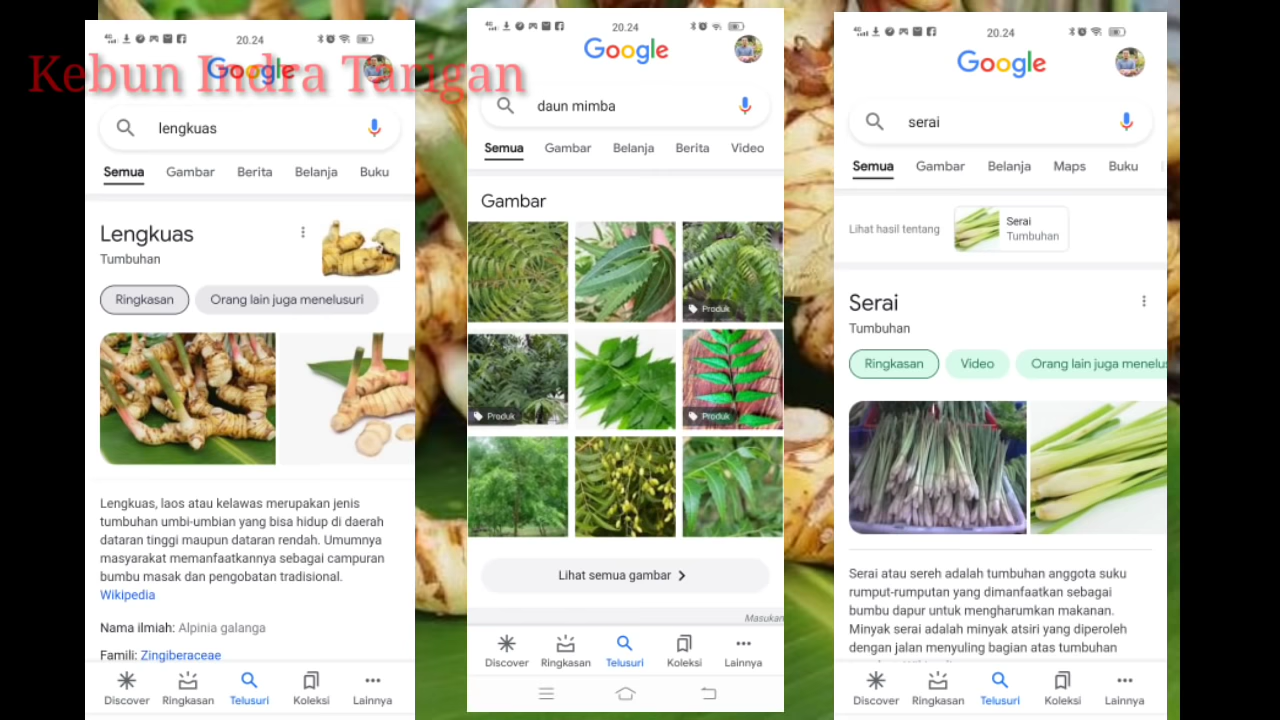 Kebun Indra Tarigan
20.24
Google
lengkuas
Semua Gambar Berita Belanja Buku
Lengkuas
Tumbuhan
Ringkasan Orang lain juga menelusuri
Lengkuas, laos atau kelawas merupakan jenis
tumbuhan umbi-umbian yang bisa hidup di daerah
dataran tinggi maupun dataran rendah. Umumnya
masyarakat memanfaatkannya sebagai campuran
bumbu masak dan pengobatan tradisional.
Wikipedia
Nama ilmiah: Alpinia galanga
Famili: Zingiberaceae
Discover Ringkasan Telusuri Koleksi Lainnya
20.24
Google
daun mimba
Semua Gambar Belanja Berita Video
Gambar
Produk
Produk
Produk
Lihat semua gambar
Masukan
Discover Ringkasan Telusuri Koleksi Lainnya
20.24
Google
serai
Semua Gambar Belanja Maps Buku
Lihat hasil tentang
Serai
Tumbuhan
Serai
Tumbuhan
Ringkasan Video Orang lain juga menelus
Serai atau sereh adalah tumbuhan anggota suku
rumput-rumputan yang dimanfaatkan sebagai
bumbu dapur untuk mengharumkan makanan.
Minyak serai adalah minyak atsiri yang diperoleh
dengan jalan menyuling bagian atas tumbuhan
Discover Ringkasan Telusuri Koleksi Lainnya